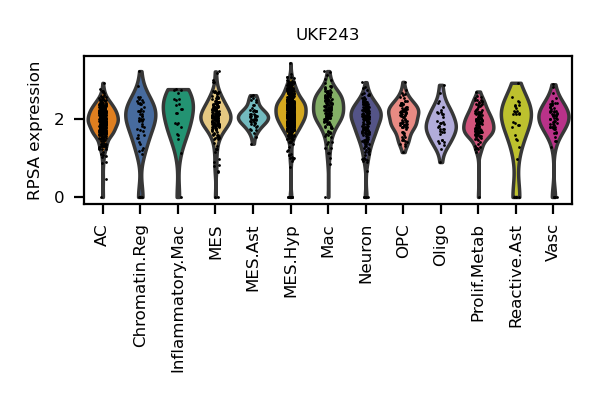 UKF243
RPSA expression
2
0
AC
Chromatin.Reg
Inflammatory.Mac
MES
MES.Ast
MES.Hyp
Mac
Neuron
OPC
Oligo
Prolif.Metab
Reactive.Ast
Vasc